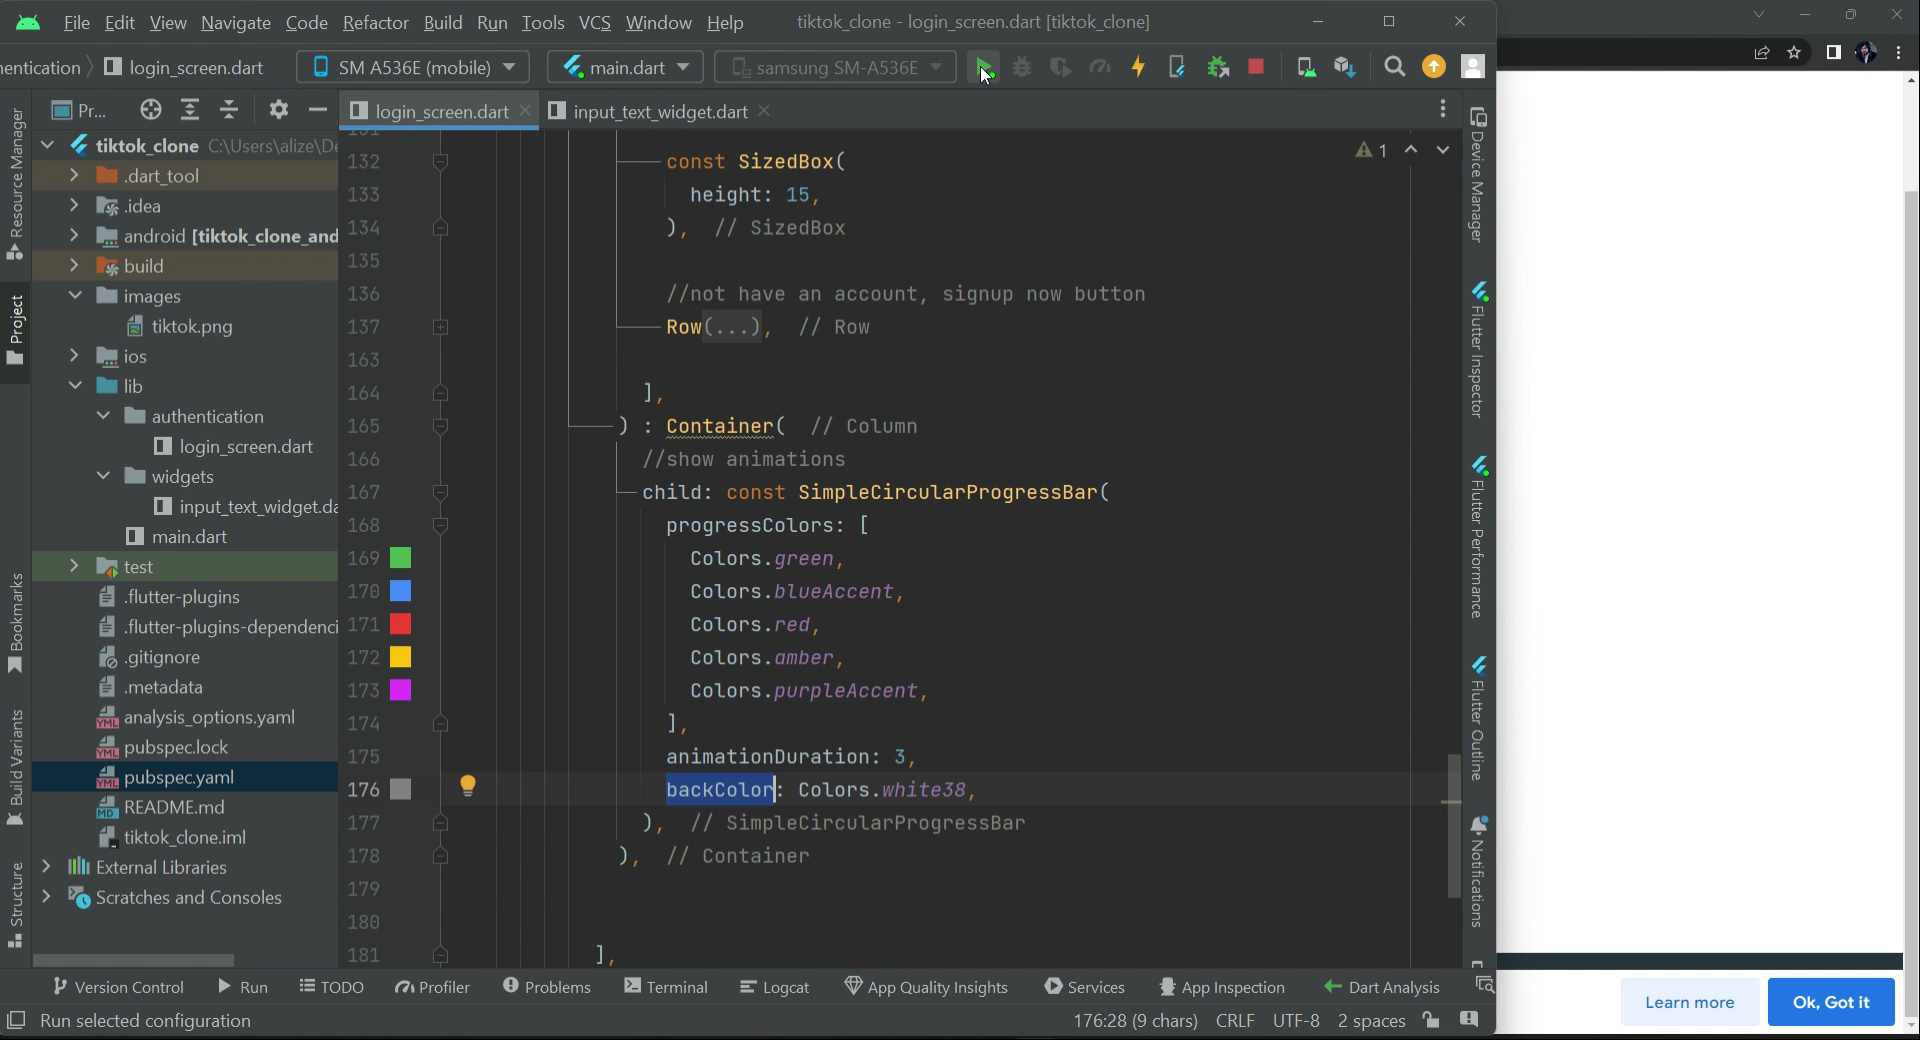 File Edit View Navigate Code Refactor Build Run Tools VCS Window Help tiktok_clone - login_screen.dart [tiktok_clone]
entication login_screen.dart SM A536E (mobile) main.dart samsung SM-A536E
Pr... login_screen.dart input_text_widget.dart
tiktok_clone C:\Users\alize\De
.dart_tool
.idea
android [tiktok_clone_and
build
images
tiktok.png
ios
lib
authentication
login_screen.dart
widgets
input_text_widget.da
main.dart
test
.flutter-plugins
.flutter-plugins-dependenci
.gitignore
.metadata
analysis_options.yaml
pubspec.lock
pubspec.yaml
README.md
tiktok_clone.iml
External Libraries
Scratches and Consoles
Resource Manager
Project
Bookmarks
Build Variants
Structure
131
132 const SizedBox(
133 height: 15,
134 ), // SizedBox
135
136 //not have an account, signup now button
137 Row(...), // Row
163
164 ],
165 ) : Container( // Column
166 //show animations
167 child: const SimpleCircularProgressBar(
168 progressColors: [
169 Colors.green,
170 Colors.blueAccent,
171 Colors.red,
172 Colors.amber,
173 Colors.purpleAccent,
174 ],
175 animationDuration: 3,
176 backColor: Colors.white38,
177 ), // SimpleCircularProgressBar
178 ), // Container
179
180
181 ],
1
Device Manager
Flutter Inspector
Flutter Performance
Flutter Outline
Notifications
Version Control Run TODO Profiler Problems Terminal Logcat App Quality Insights Services App Inspection Dart Analysis
Run selected configuration 176:28 (9 chars) CRLF UTF-8 2 spaces
Learn more Ok, Got it